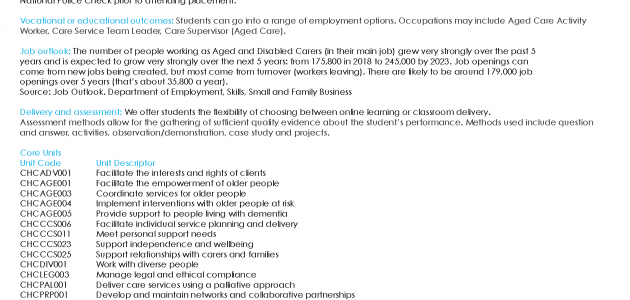 National Police Check prior to attending placement.
Vocational or educational outcomes: Students can go into a range of employment options. Occupations may include Aged Care Activity
Worker, Care Service Team Leader, Care Supervisor (Aged Care).
Job outlook: The number of people working as Aged and Disabled Carers (in their main job) grew very strongly over the past 5
years and is expected to grow very strongly over the next 5 years: from 175,800 in 2018 to 245,000 by 2023. Job openings can
come from new jobs being created, but most come from turnover (workers leaving). There are likely to be around 179,000 job
openings over 5 years (that's about 35,800 a year).
Source: Job Outlook. Department of Employment, Skills, Small and Family Business
Delivery and assessment: We offer students the flexibility of choosing between online learning or classroom delivery.
Assessment methods allow for the gathering of sufficient quality evidence about the student's performance. Methods used include question
and answer, activities, observation/demonstration, case study and projects.
Core Units
Unit Code Unit Descriptor
CHCADV001 Facilitate the interests and rights of clients
CHCAGE001 Facilitate the empowerment of older people
CHCAGE003 Coordinate services for older people
CHCAGE004 Implement interventions with older people at risk
CHCAGE005 Provide support to people living with dementia
CHCCCS006 Facilitate individual service planning and delivery
CHCCCS011 Meet personal support needs
CHCCCS023 Support independence and wellbeing
CHCCCS025 Support relationships with carers and families
CHCDIV001 Work with diverse people
CHCLEG003 Manage legal and ethical compliance
CHCPAL001 Deliver care services using a palliative approach
CHCPRP001 Develop and maintain networks and collaborative partnerships